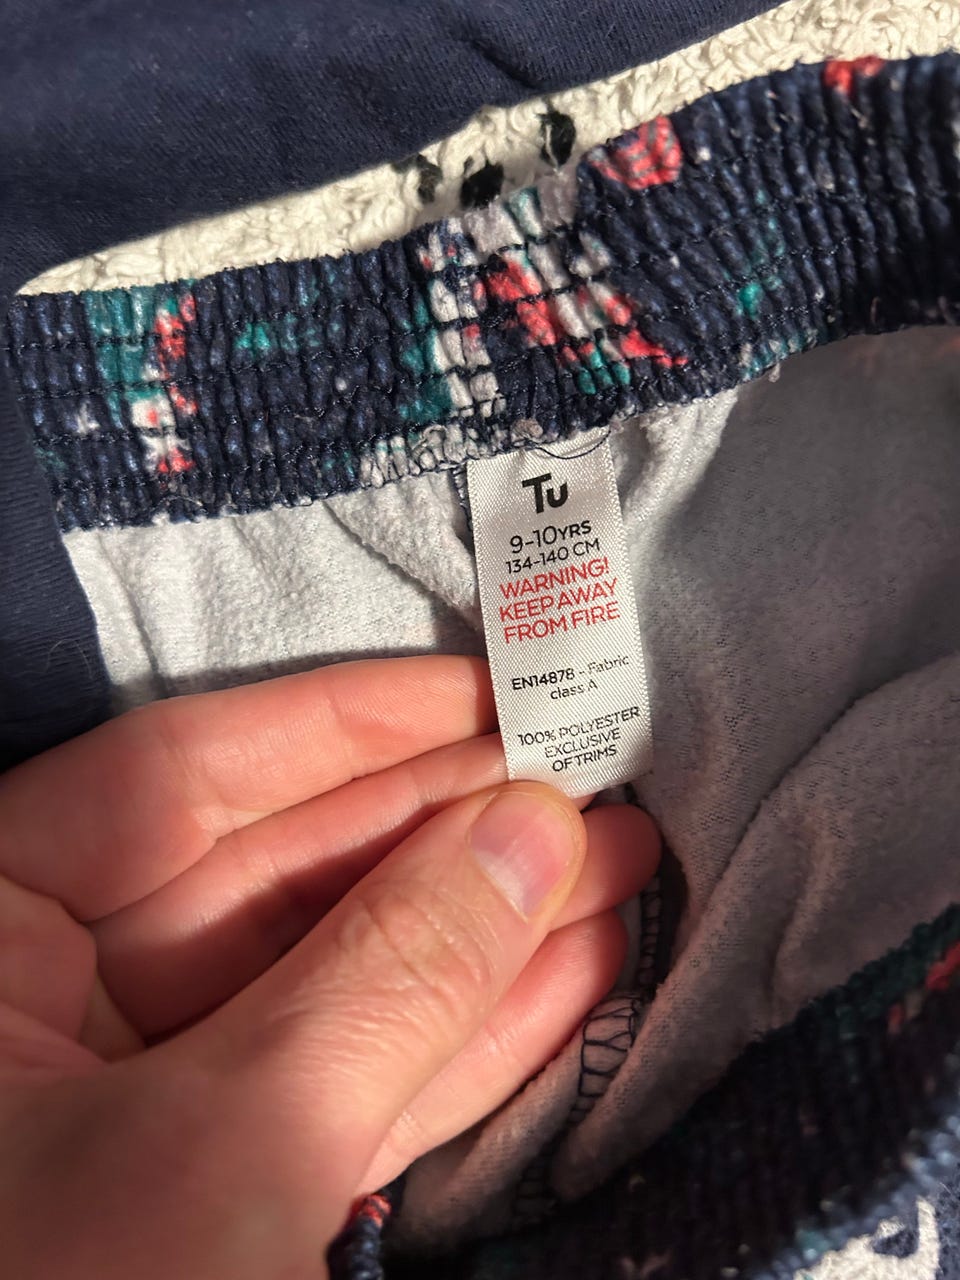 Tu
9-10YRS
134-140 CM
WARNING!
KEEP AWAY
FROM FIRE
EN14878 - Fabric
class A
100% POLYESTER
EXCLUSIVE
OF TRIMS